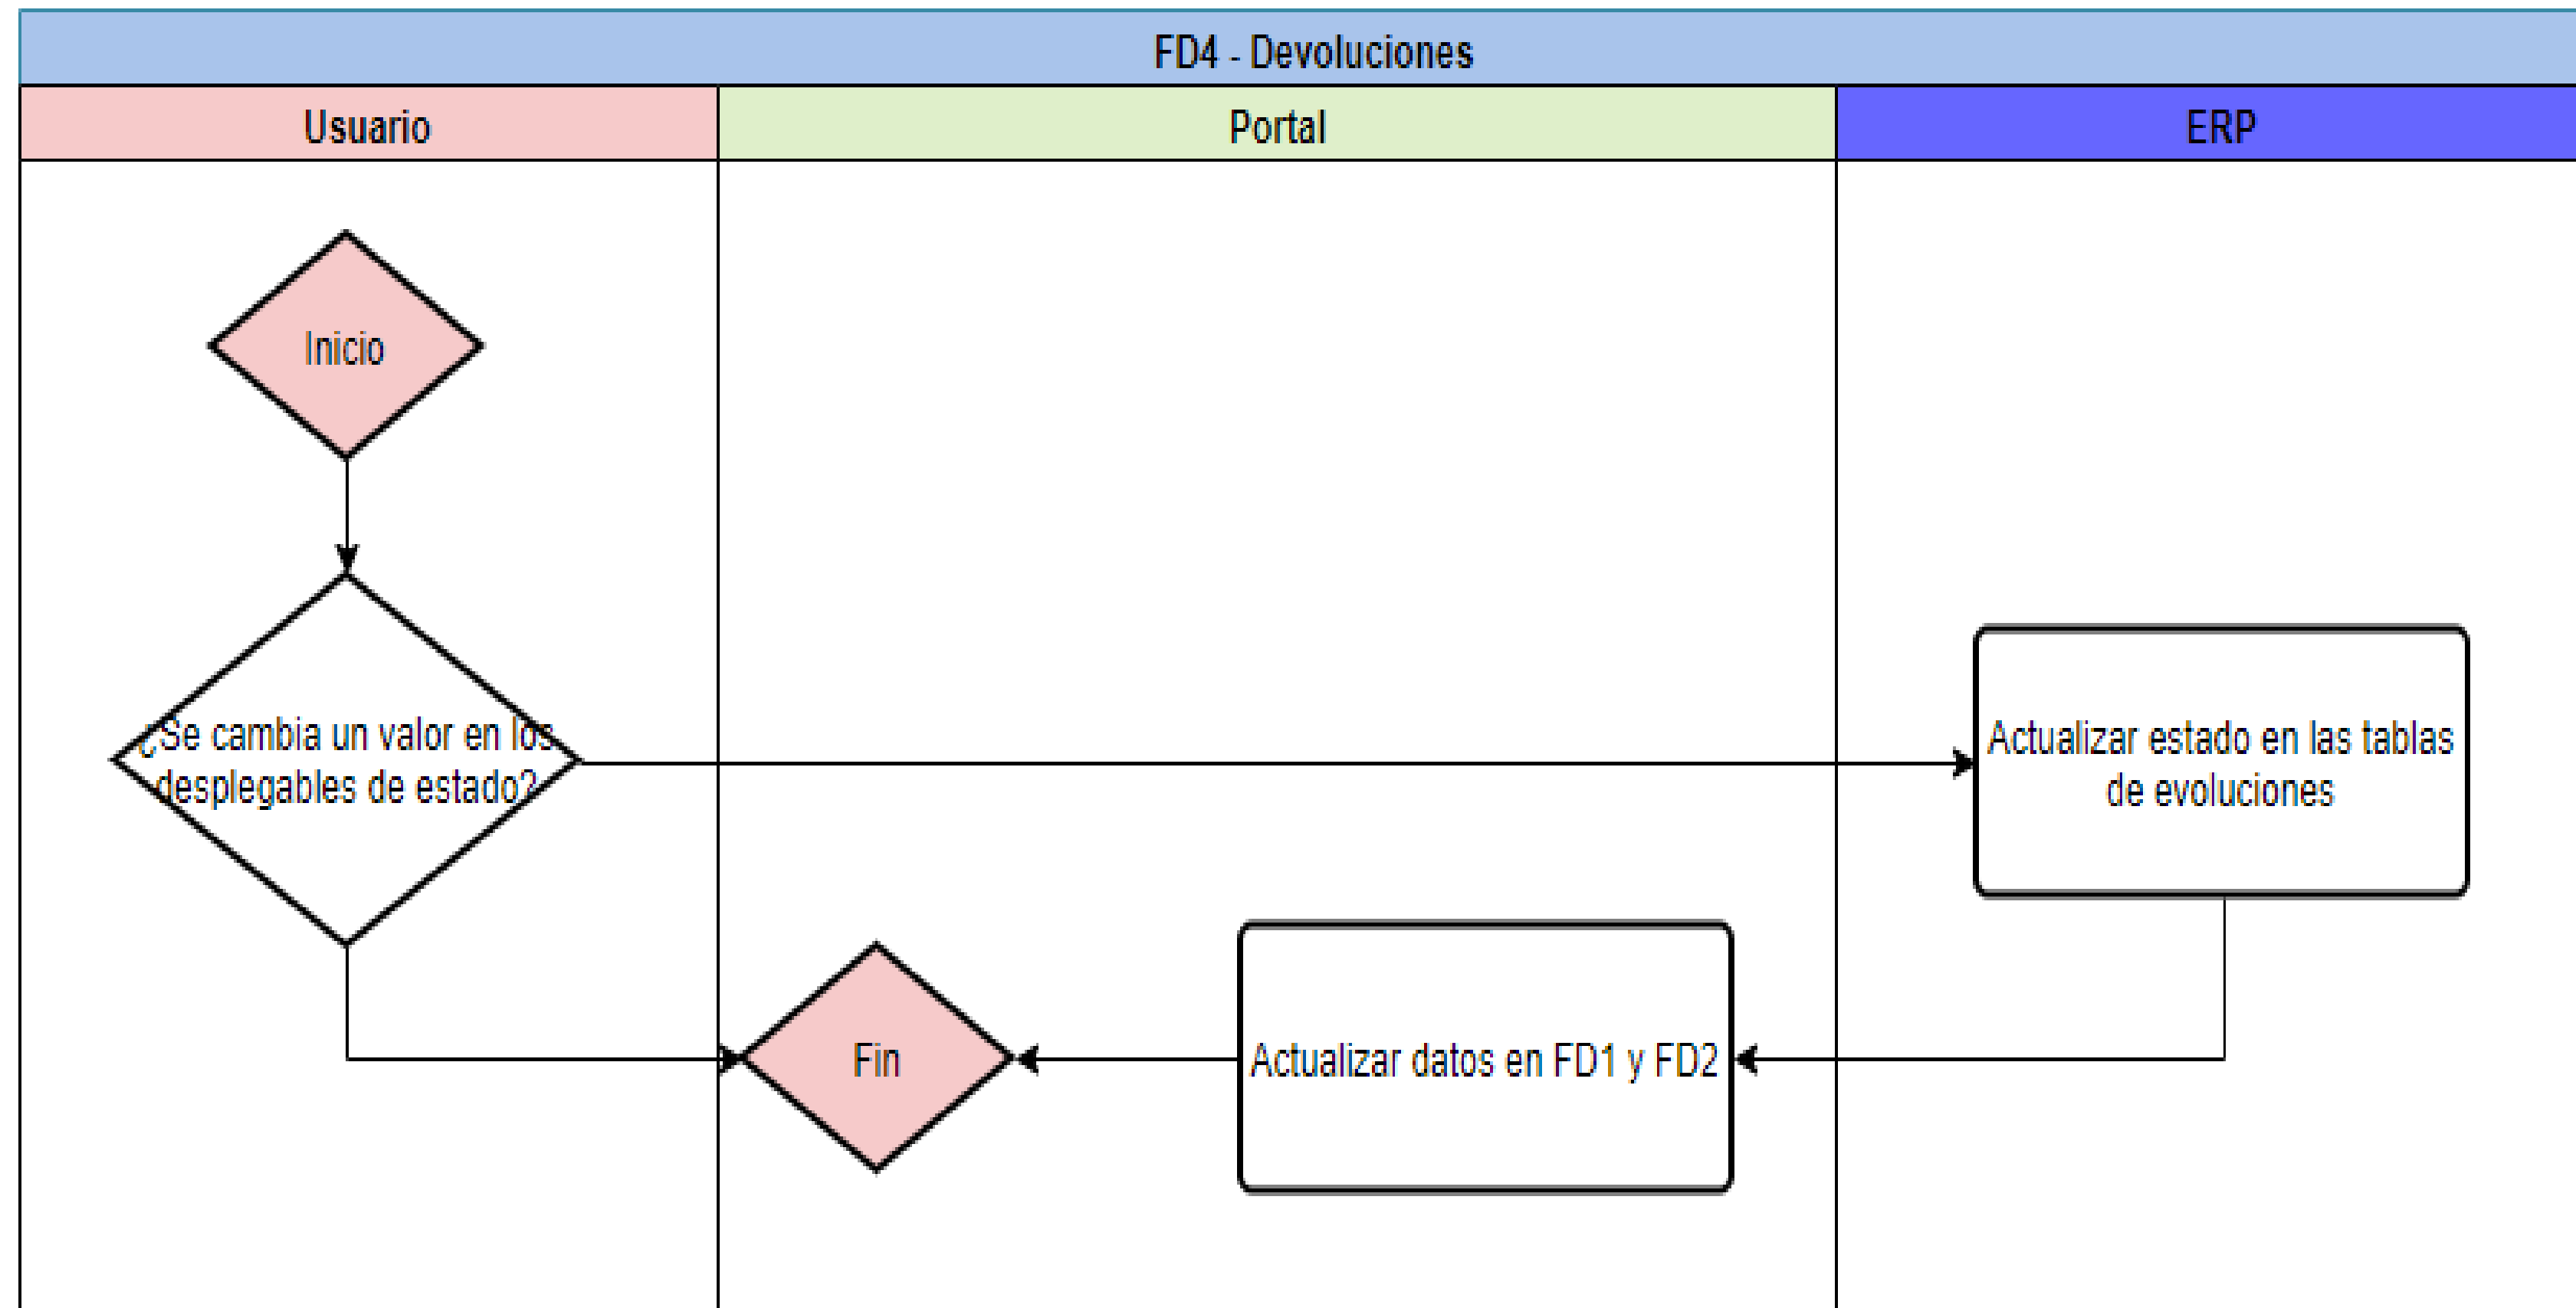 FD4 - Devoluciones
Usuario
Portal
ERP
Inicio
¿Se cambia un valor en los
desplegables de estado?
Actualizar estado en las tablas
de evoluciones
Fin
Actualizar datos en FD1 y FD2